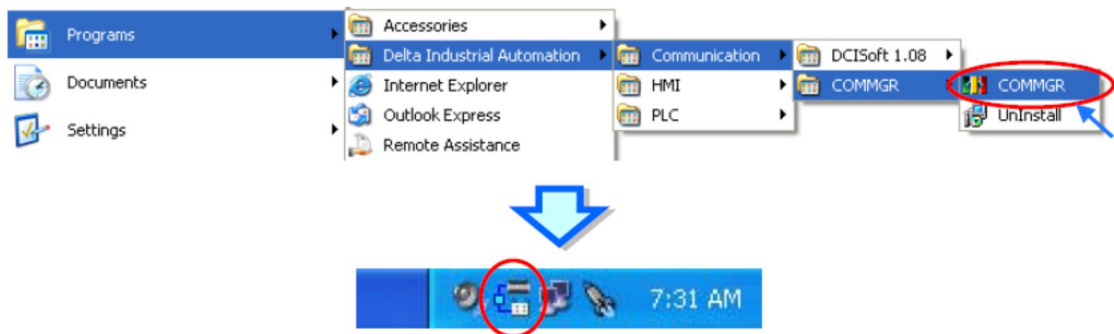 Programs
Documents
Settings
Accessories
Delta Industrial Automation
Internet Explorer
Outlook Express
Remote Assistance
Communication
HMI
PLC
DCISoft 1.08
COMMGR
COMMGR
UnInstall
7:31 AM